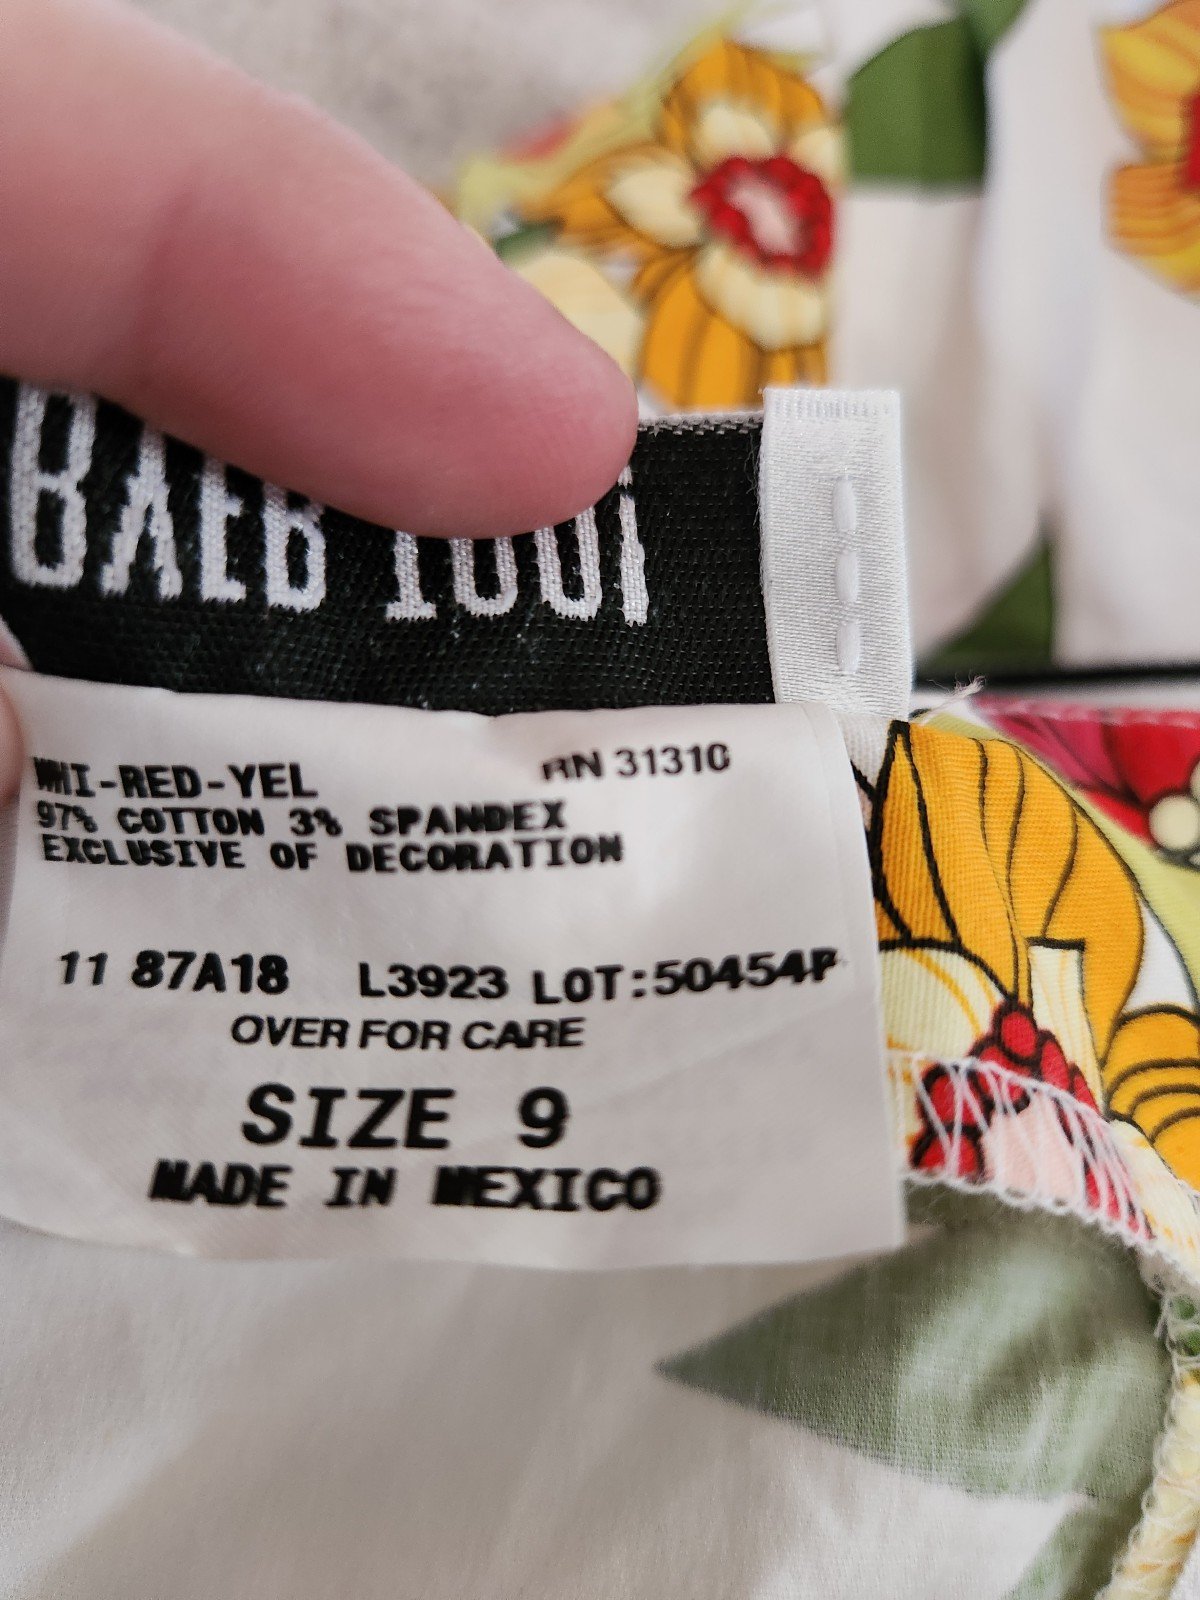 WHI-RED-YEL RN 31310
97% COTTON 3% SPANDEX
EXCLUSIVE OF DECORATION
11 87A18 L3923 LOT:50454P
OVER FOR CARE
SIZE 9
MADE IN MEXICO